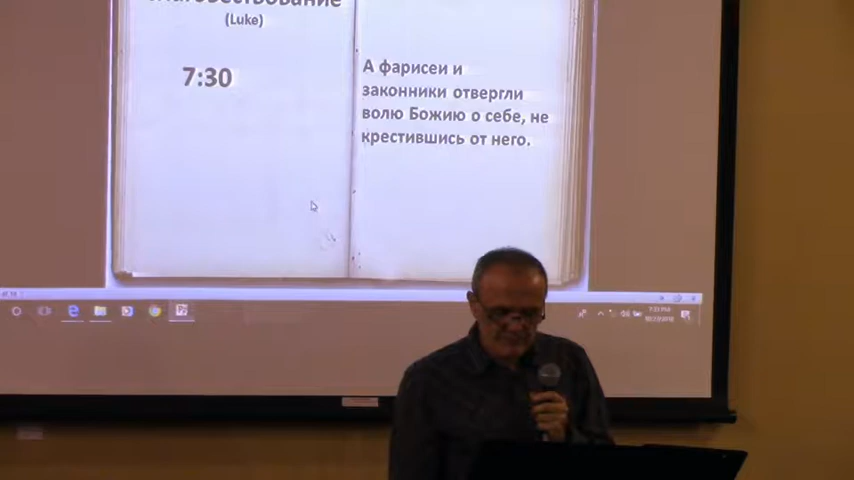 (Luke)
7:30
А фарисеи и
законники отвергли
волю Божию о себе, не
крестившись от него.